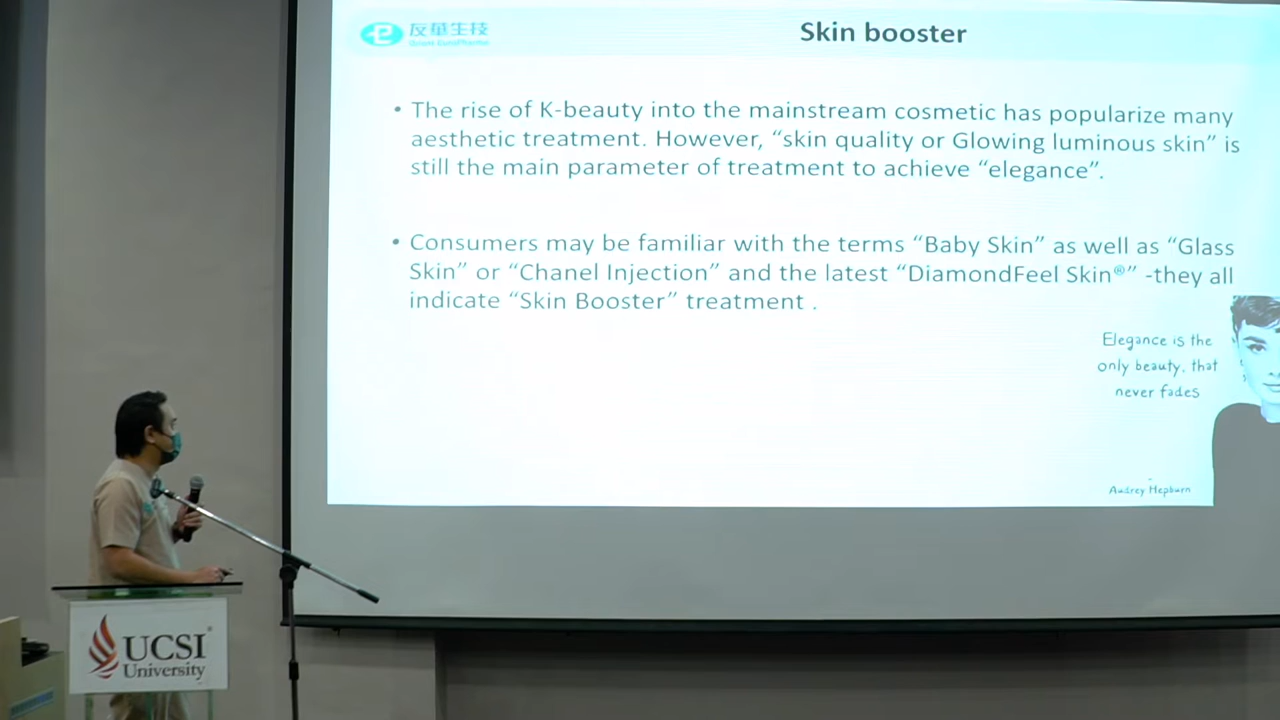 友華生技
Skin booster
• The rise of K-beauty into the mainstream cosmetic has popularize many
aesthetic treatment. However, “skin quality or Glowing luminous skin” is
still the main parameter of treatment to achieve “elegance”.
• Consumers may be familiar with the terms “Baby Skin” as well as “Glass
Skin” or “Chanel Injection” and the latest “DiamondFeel Skin®” -they all
indicate “Skin Booster” treatment .
Elegance is the
only beauty. that
never fades
Audrey Hepburn
UCSI
University